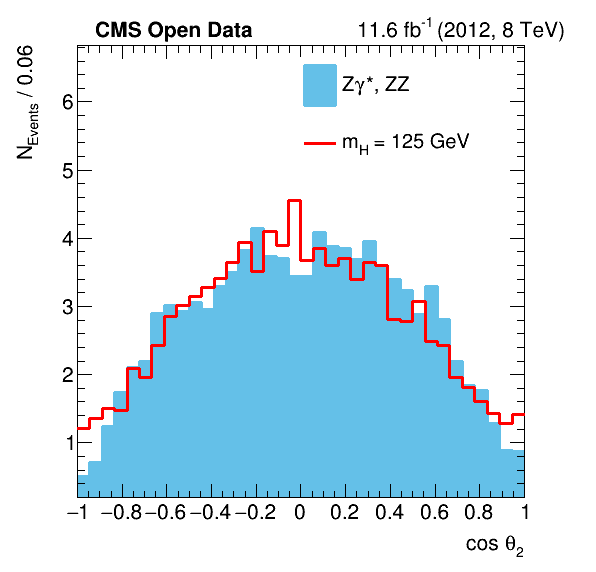 CMS Open Data 11.6 fb⁻¹ (2012, 8 TeV)
N_Events / 0.06
Zγ*, ZZ
m_H = 125 GeV
6
5
4
3
2
1
−1 −0.8 −0.6 −0.4 −0.2 0 0.2 0.4 0.6 0.8 1
cos θ₂